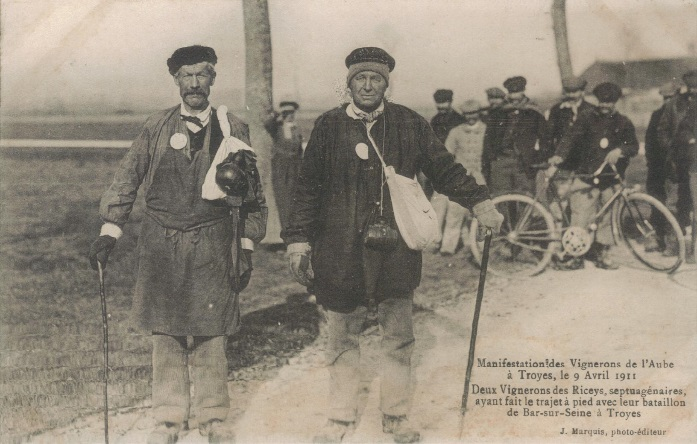 Manifestation des Vignerons de l'Aube
à Troyes, le 9 Avril 1911
Deux Vignerons des Riceys, septuagénaires,
ayant fait le trajet à pied avec leur bataillon
de Bar-sur-Seine à Troyes
J. Marquis, photo-éditeur